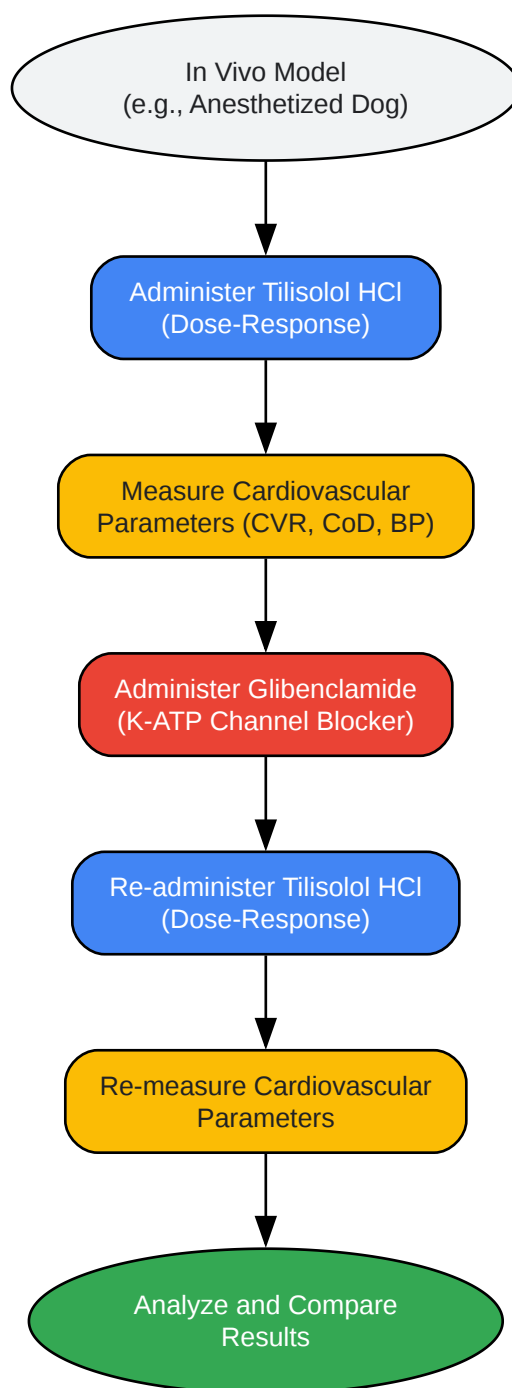 In Vivo Model
(e.g., Anesthetized Dog)
Administer Tilisolol HCl
(Dose-Response)
Measure Cardiovascular
Parameters (CVR, CoD, BP)
Administer Glibenclamide
(K-ATP Channel Blocker)
Re-administer Tilisolol HCl
(Dose-Response)
Re-measure Cardiovascular
Parameters
Analyze and Compare
Results